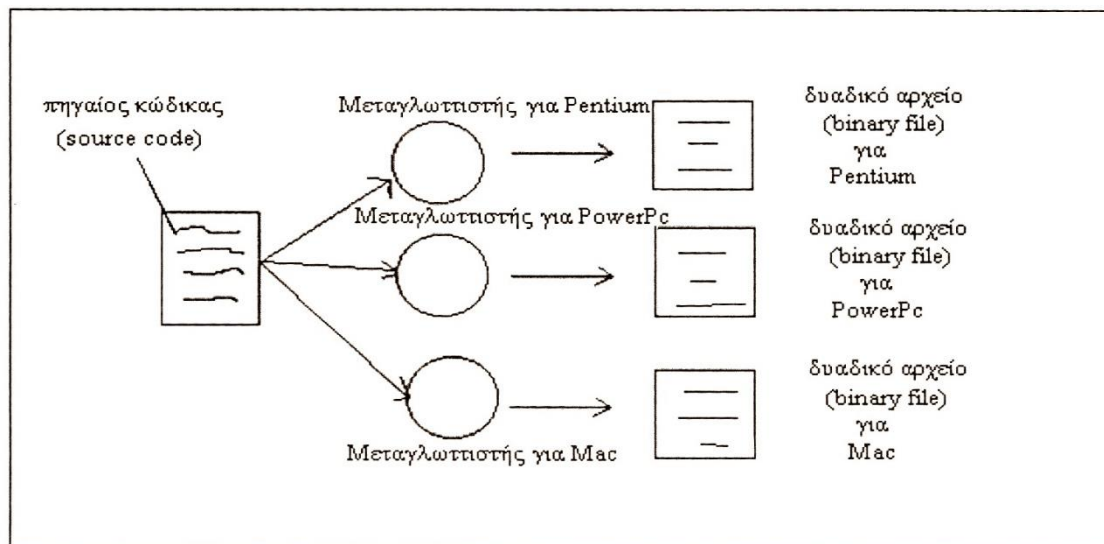 πηγαίος κώδικας
(source code)
Μεταγλωττιστής για Pentium
δυαδικό αρχείο
(binary file)
για
Pentium
Μεταγλωττιστής για PowerPc
δυαδικό αρχείο
(binary file)
για
PowerPc
Μεταγλωττιστής για Mac
δυαδικό αρχείο
(binary file)
για
Mac